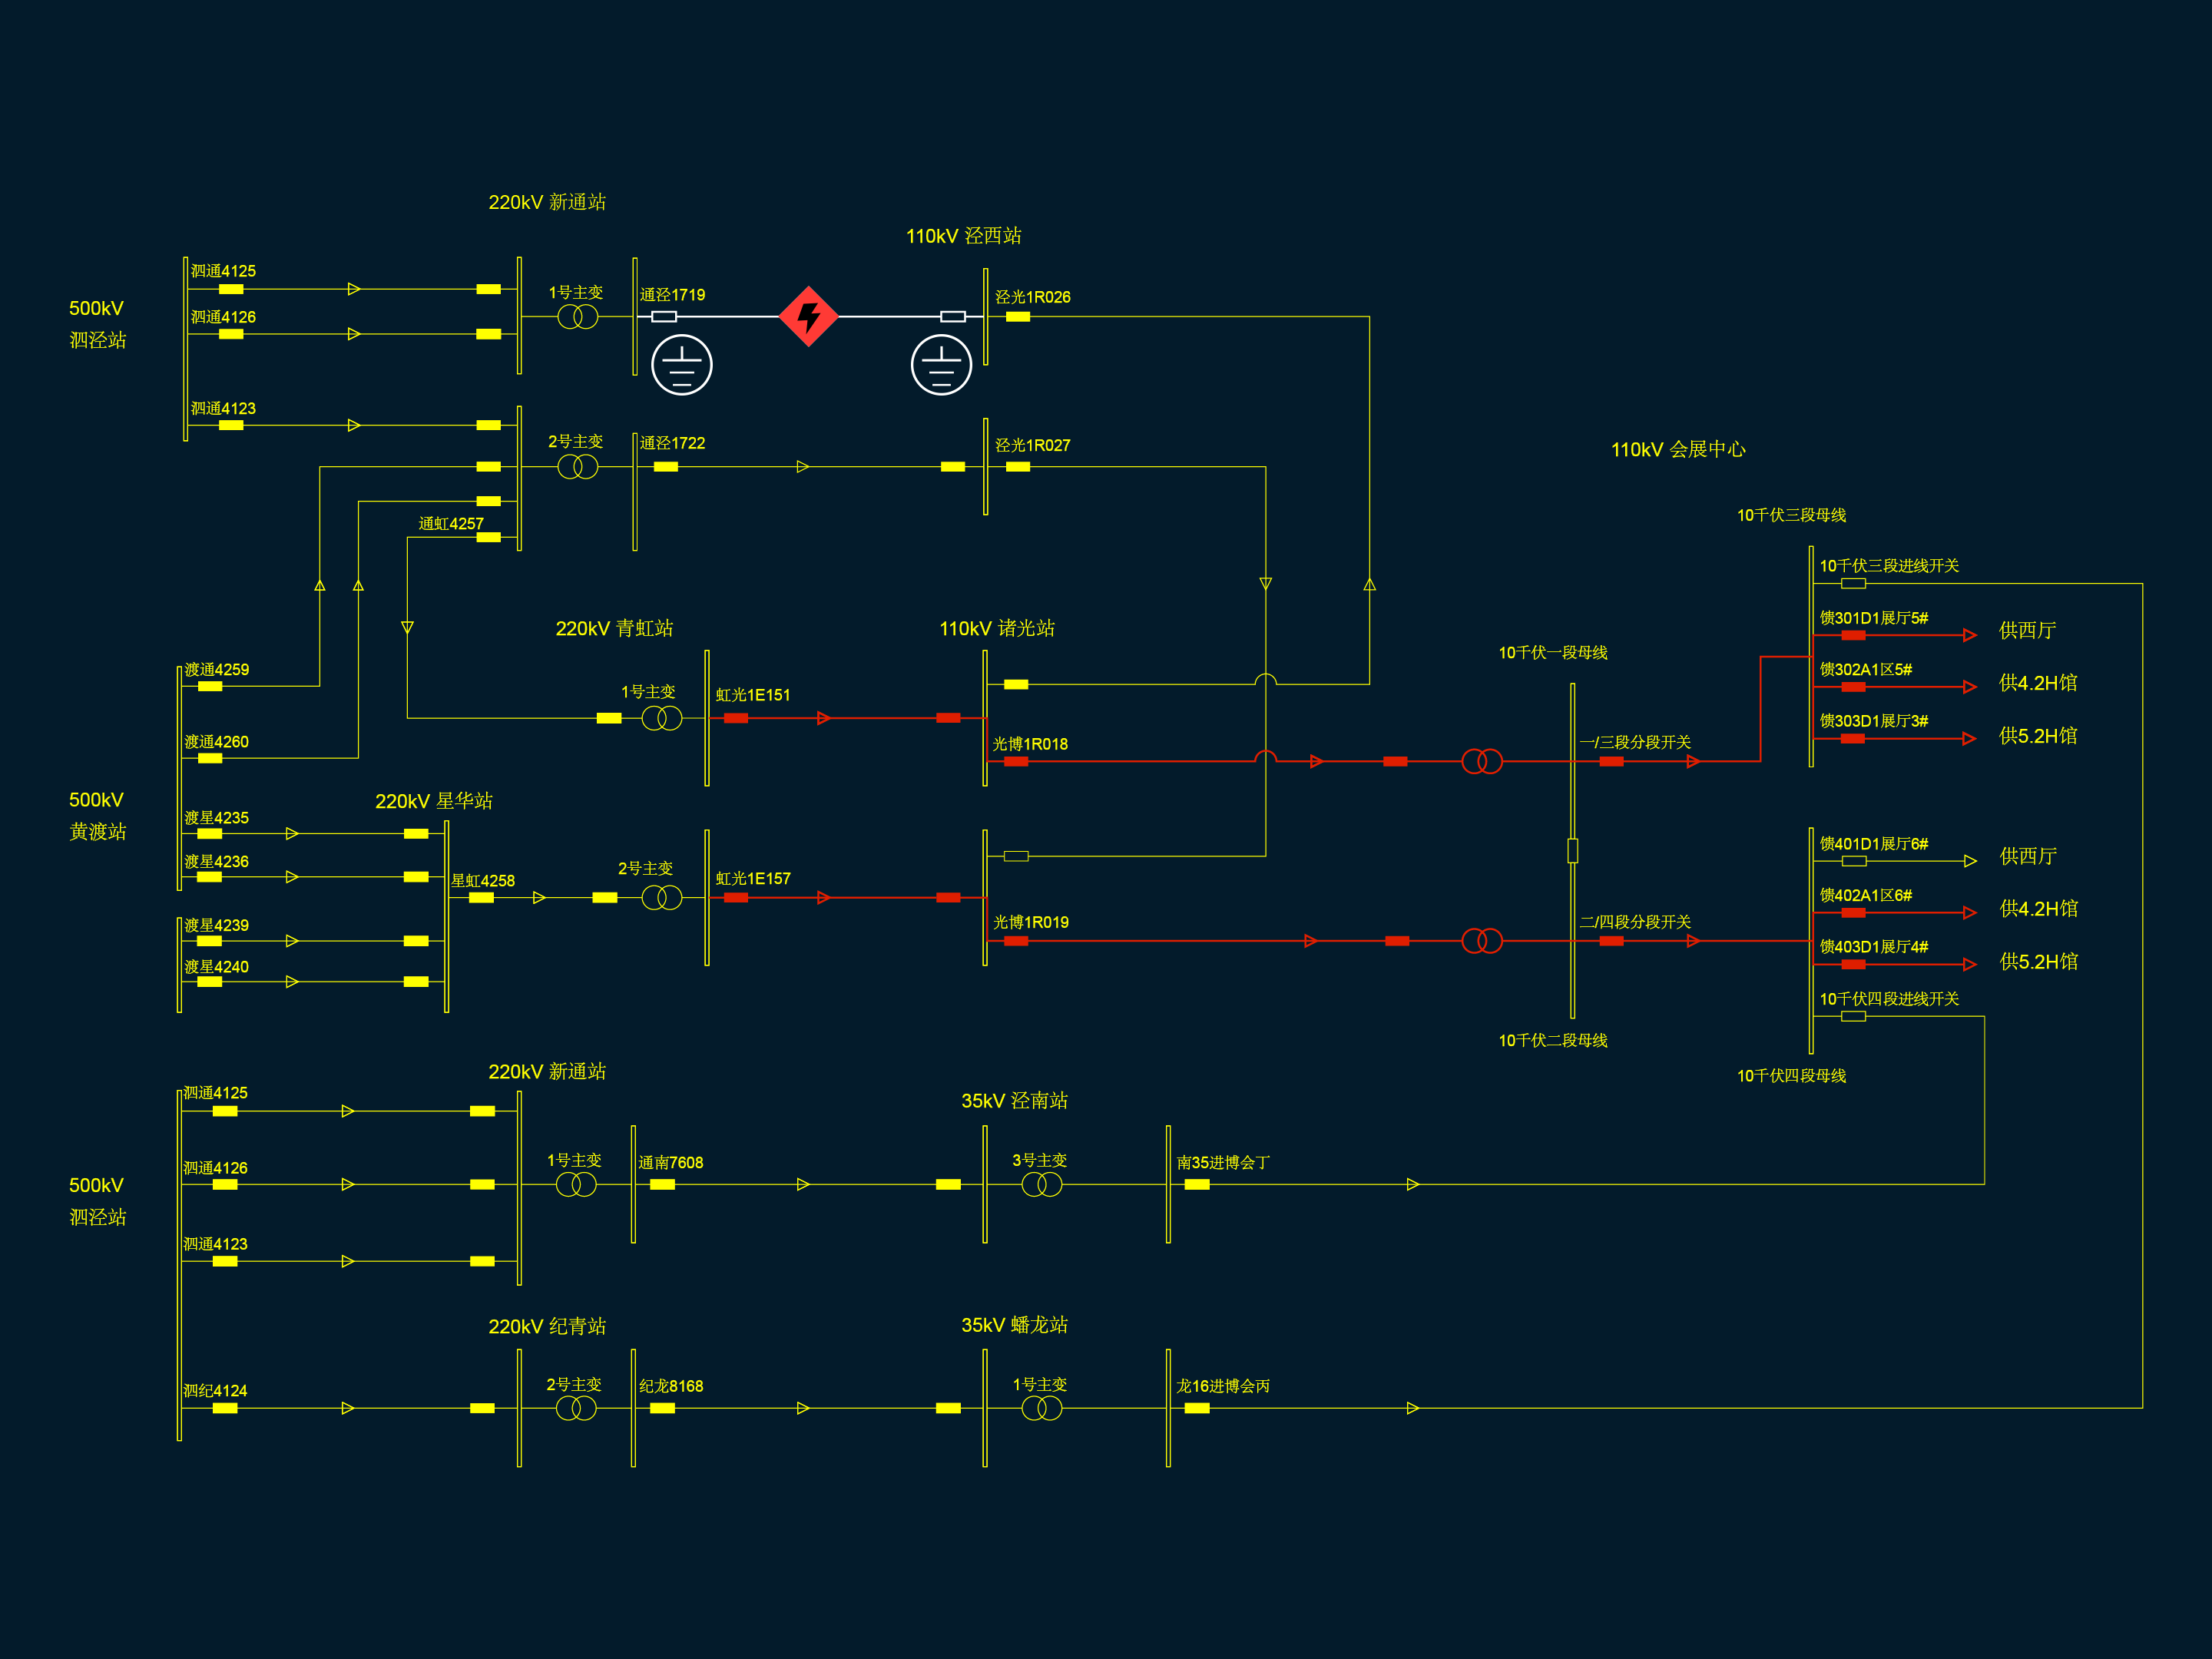 220kV 新通站
110kV 泾西站
500kV
泗泾站
泗通4125
泗通4126
泗通4123
1号主变
通泾1719
泾光1R026
2号主变
通泾1722
泾光1R027
通虹4257
110kV 会展中心
10千伏三段母线
10千伏三段进线开关
馈301D1展厅5#
供西厅
馈302A1区5#
供4.2H馆
馈303D1展厅3#
供5.2H馆
220kV 青虹站
110kV 诸光站
10千伏一段母线
渡通4259
渡通4260
1号主变
虹光1E151
光博1R018
一/三段分段开关
500kV
黄渡站
220kV 星华站
渡星4235
渡星4236
渡星4239
渡星4240
星虹4258
2号主变
虹光1E157
光博1R019
二/四段分段开关
馈401D1展厅6#
供西厅
馈402A1区6#
供4.2H馆
馈403D1展厅4#
供5.2H馆
10千伏四段进线开关
10千伏二段母线
10千伏四段母线
220kV 新通站
35kV 泾南站
500kV
泗泾站
泗通4125
泗通4126
泗通4123
1号主变
通南7608
3号主变
南35进博会丁
220kV 纪青站
35kV 蟠龙站
泗纪4124
2号主变
纪龙8168
1号主变
龙16进博会丙